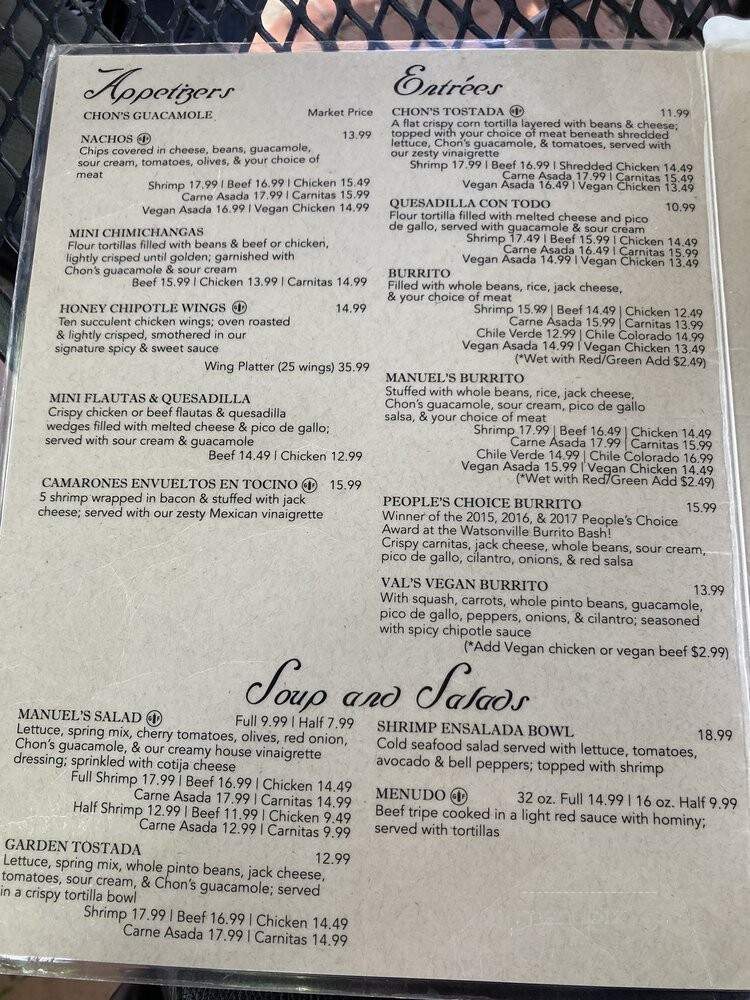 Appetizers
CHON'S GUACAMOLE Market Price
NACHOS 13.99
Chips covered in cheese, beans, guacamole,
sour cream, tomatoes, olives, & your choice of
meat
Shrimp 17.99 | Beef 16.99 | Chicken 15.49
Carne Asada 17.99 | Carnitas 15.99
Vegan Asada 16.99 | Vegan Chicken 14.99
MINI CHIMICHANGAS
Flour tortillas filled with beans & beef or chicken,
lightly crisped until golden; garnished with
Chon's guacamole & sour cream
Beef 15.99 | Chicken 13.99 | Carnitas 14.99
HONEY CHIPOTLE WINGS 14.99
Ten succulent chicken wings; oven roasted
& lightly crisped, smothered in our
signature spicy & sweet sauce
Wing Platter (25 wings) 35.99
MINI FLAUTAS & QUESADILLA
Crispy chicken or beef flautas & quesadilla
wedges filled with melted cheese & pico de gallo;
served with sour cream & guacamole
Beef 14.49 | Chicken 12.99
CAMARONES ENVUELTOS EN TOCINO 15.99
5 shrimp wrapped in bacon & stuffed with jack
cheese; served with our zesty Mexican vinaigrette
Entrées
CHON'S TOSTADA 11.99
A flat crispy corn tortilla layered with beans & cheese;
topped with your choice of meat beneath shredded
lettuce, Chon's guacamole, & tomatoes, served with
our zesty vinaigrette
Shrimp 17.99 | Beef 16.99 | Shredded Chicken 14.49
Carne Asada 17.99 | Carnitas 15.49
Vegan Asada 16.49 | Vegan Chicken 13.49
QUESADILLA CON TODO 10.99
Flour tortilla filled with melted cheese and pico
de gallo, served with guacamole & sour cream
Shrimp 17.49 | Beef 15.99 | Chicken 14.49
Carne Asada 16.49 | Carnitas 15.99
Vegan Asada 14.99 | Vegan Chicken 13.49
BURRITO
Filled with whole beans, rice, jack cheese,
& your choice of meat
Shrimp 15.99 | Beef 14.49 | Chicken 12.49
Carne Asada 15.99 | Carnitas 13.99
Chile Verde 12.99 | Chile Colorado 14.99
Vegan Asada 14.99 | Vegan Chicken 13.49
(*Wet with Red/Green Add $2.49)
MANUEL'S BURRITO
Stuffed with whole beans, rice, jack cheese,
Chon's guacamole, sour cream, pico de gallo
salsa, & your choice of meat
Shrimp 17.99 | Beef 16.49 | Chicken 14.49
Carne Asada 17.99 | Carnitas 15.99
Chile Verde 14.99 | Chile Colorado 16.99
Vegan Asada 15.99 | Vegan Chicken 14.49
(*Wet with Red/Green Add $2.49)
PEOPLE'S CHOICE BURRITO 15.99
Winner of the 2015, 2016, & 2017 People's Choice
Award at the Watsonville Burrito Bash!
Crispy carnitas, jack cheese, whole beans, sour cream,
pico de gallo, cilantro, onions, & red salsa
VAL'S VEGAN BURRITO 13.99
With squash, carrots, whole pinto beans, guacamole,
pico de gallo, peppers, onions, & cilantro; seasoned
with spicy chipotle sauce
(*Add Vegan chicken or vegan beef $2.99)
Soup and Salads
MANUEL'S SALAD Full 9.99 | Half 7.99
Lettuce, spring mix, cherry tomatoes, olives, red onion,
Chon's guacamole, & our creamy house vinaigrette
dressing; sprinkled with cotija cheese
Full Shrimp 17.99 | Beef 16.99 | Chicken 14.49
Carne Asada 17.99 | Carnitas 14.99
Half Shrimp 12.99 | Beef 11.99 | Chicken 9.49
Carne Asada 12.99 | Carnitas 9.99
GARDEN TOSTADA 12.99
Lettuce, spring mix, whole pinto beans, jack cheese,
tomatoes, sour cream, & Chon's guacamole; served
in a crispy tortilla bowl
Shrimp 17.99 | Beef 16.99 | Chicken 14.49
Carne Asada 17.99 | Carnitas 14.99
SHRIMP ENSALADA BOWL 18.99
Cold seafood salad served with lettuce, tomatoes,
avocado & bell peppers; topped with shrimp
MENUDO 32 oz. Full 14.99 | 16 oz. Half 9.99
Beef tripe cooked in a light red sauce with hominy;
served with tortillas